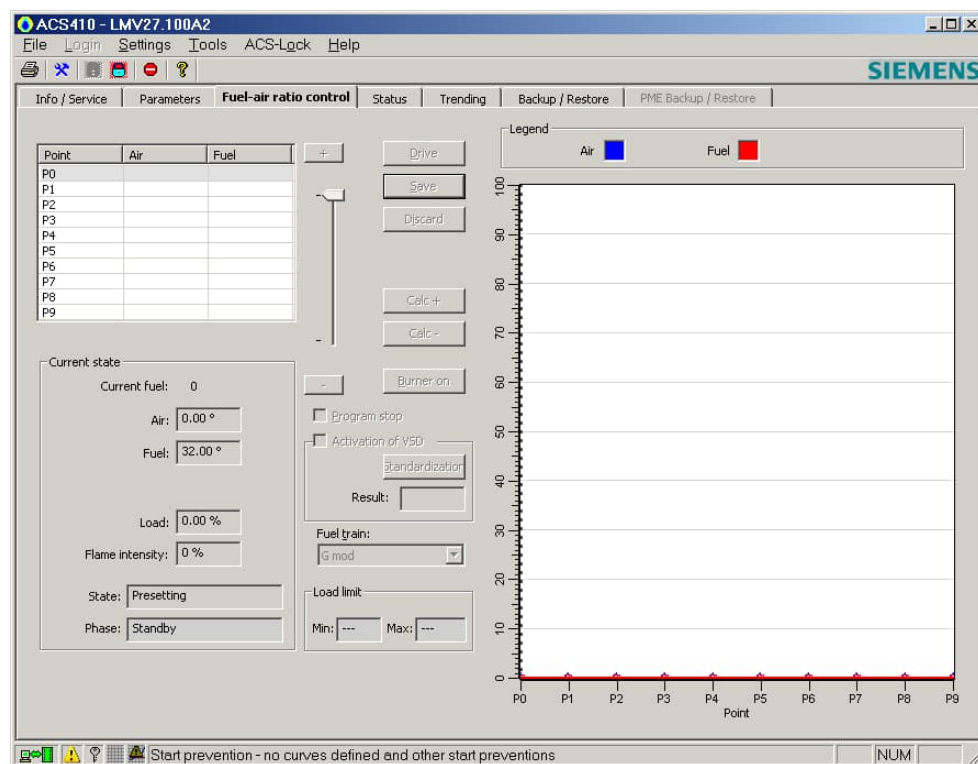 ACS410 - LMV27.100A2
File Login Settings Tools ACS-Lock Help
SIEMENS
Info / Service Parameters Fuel-air ratio control Status Trending Backup / Restore PME Backup / Restore
Legend
Air Fuel
Point Air Fuel
P0
P1
P2
P3
P4
P5
P6
P7
P8
P9
+
-
-
-
Drive
Save
Discard
Calc +
Calc -
Burner on
Program stop
Activation of VSD
Standardization
Result:
Fuel train:
G mod
Load limit
Min: --- Max: ---
Current state
Current fuel: 0
Air: 0.00 °
Fuel: 32.00 °
Load: 0.00 %
Flame intensity: 0 %
State: Presetting
Phase: Standby
100
90
80
70
60
50
40
30
20
10
0
P0 P1 P2 P3 P4 P5 P6 P7 P8 P9
Point
Start prevention - no curves defined and other start preventions
NUM